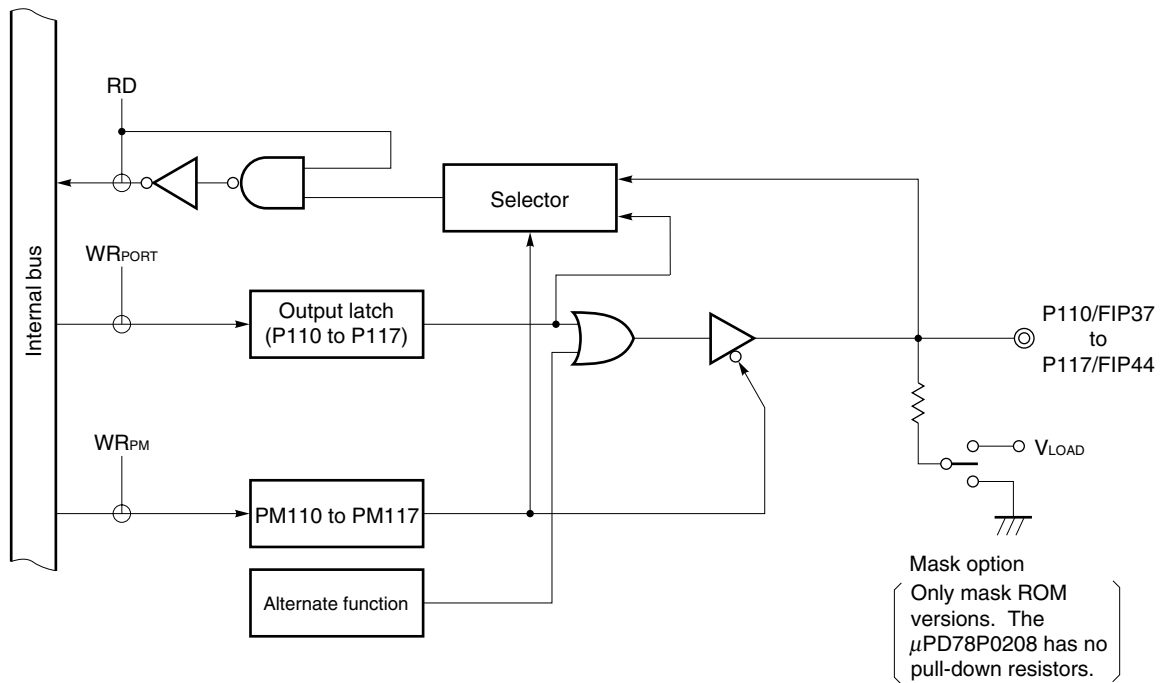 RD
Selector
Internal bus
WRPORT
Output latch
(P110 to P117)
P110/FIP37
to
P117/FIP44
WRPM
VLOAD
PM110 to PM117
Alternate function
Mask option
Only mask ROM
versions. The
μPD78P0208 has no
pull-down resistors.